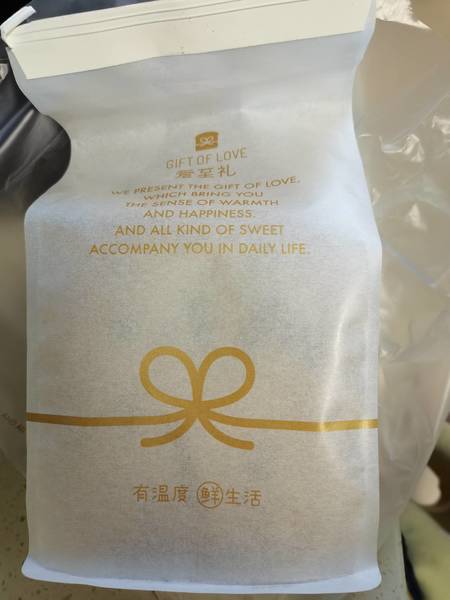 GIFT OF LOVE
爱至礼
WE PRESENT THE GIFT OF LOVE,
WHICH BRING YOU
THE SENSE OF WARMTH
AND HAPPINESS.
AND ALL KIND OF SWEET
ACCOMPANY YOU IN DAILY LIFE.
有温度 鲜生活